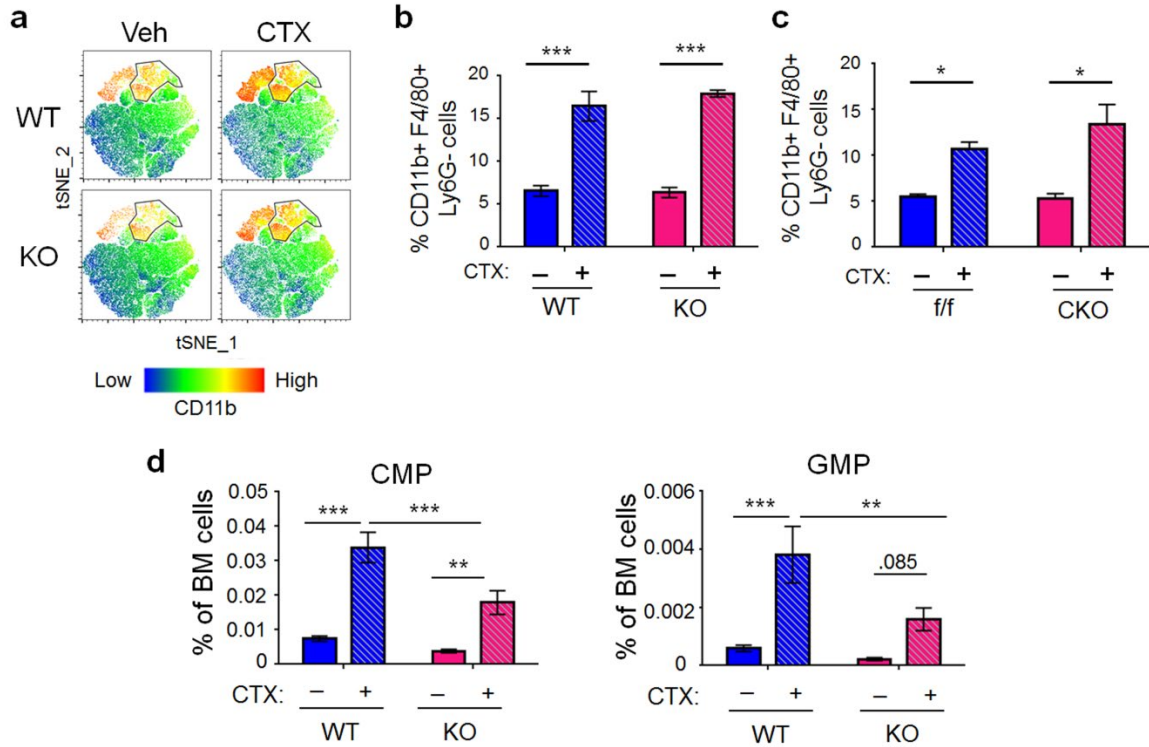 a
Veh CTX
WT
KO
tSNE_2
tSNE_1
Low High
CD11b
b
% CD11b+ F4/80+
Ly6G- cells
20
15
10
5
0
*** ***
CTX: – + – +
WT KO
c
% CD11b+ F4/80+
Ly6G- cells
20
15
10
5
0
* *
CTX: – + – +
f/f CKO
d
CMP
% of BM cells
0.05
0.04
0.03
0.02
0.01
0
*** ***
**
CTX: – + – +
WT KO
GMP
% of BM cells
0.006
0.004
0.002
0
*** **
.085
CTX: – + – +
WT KO